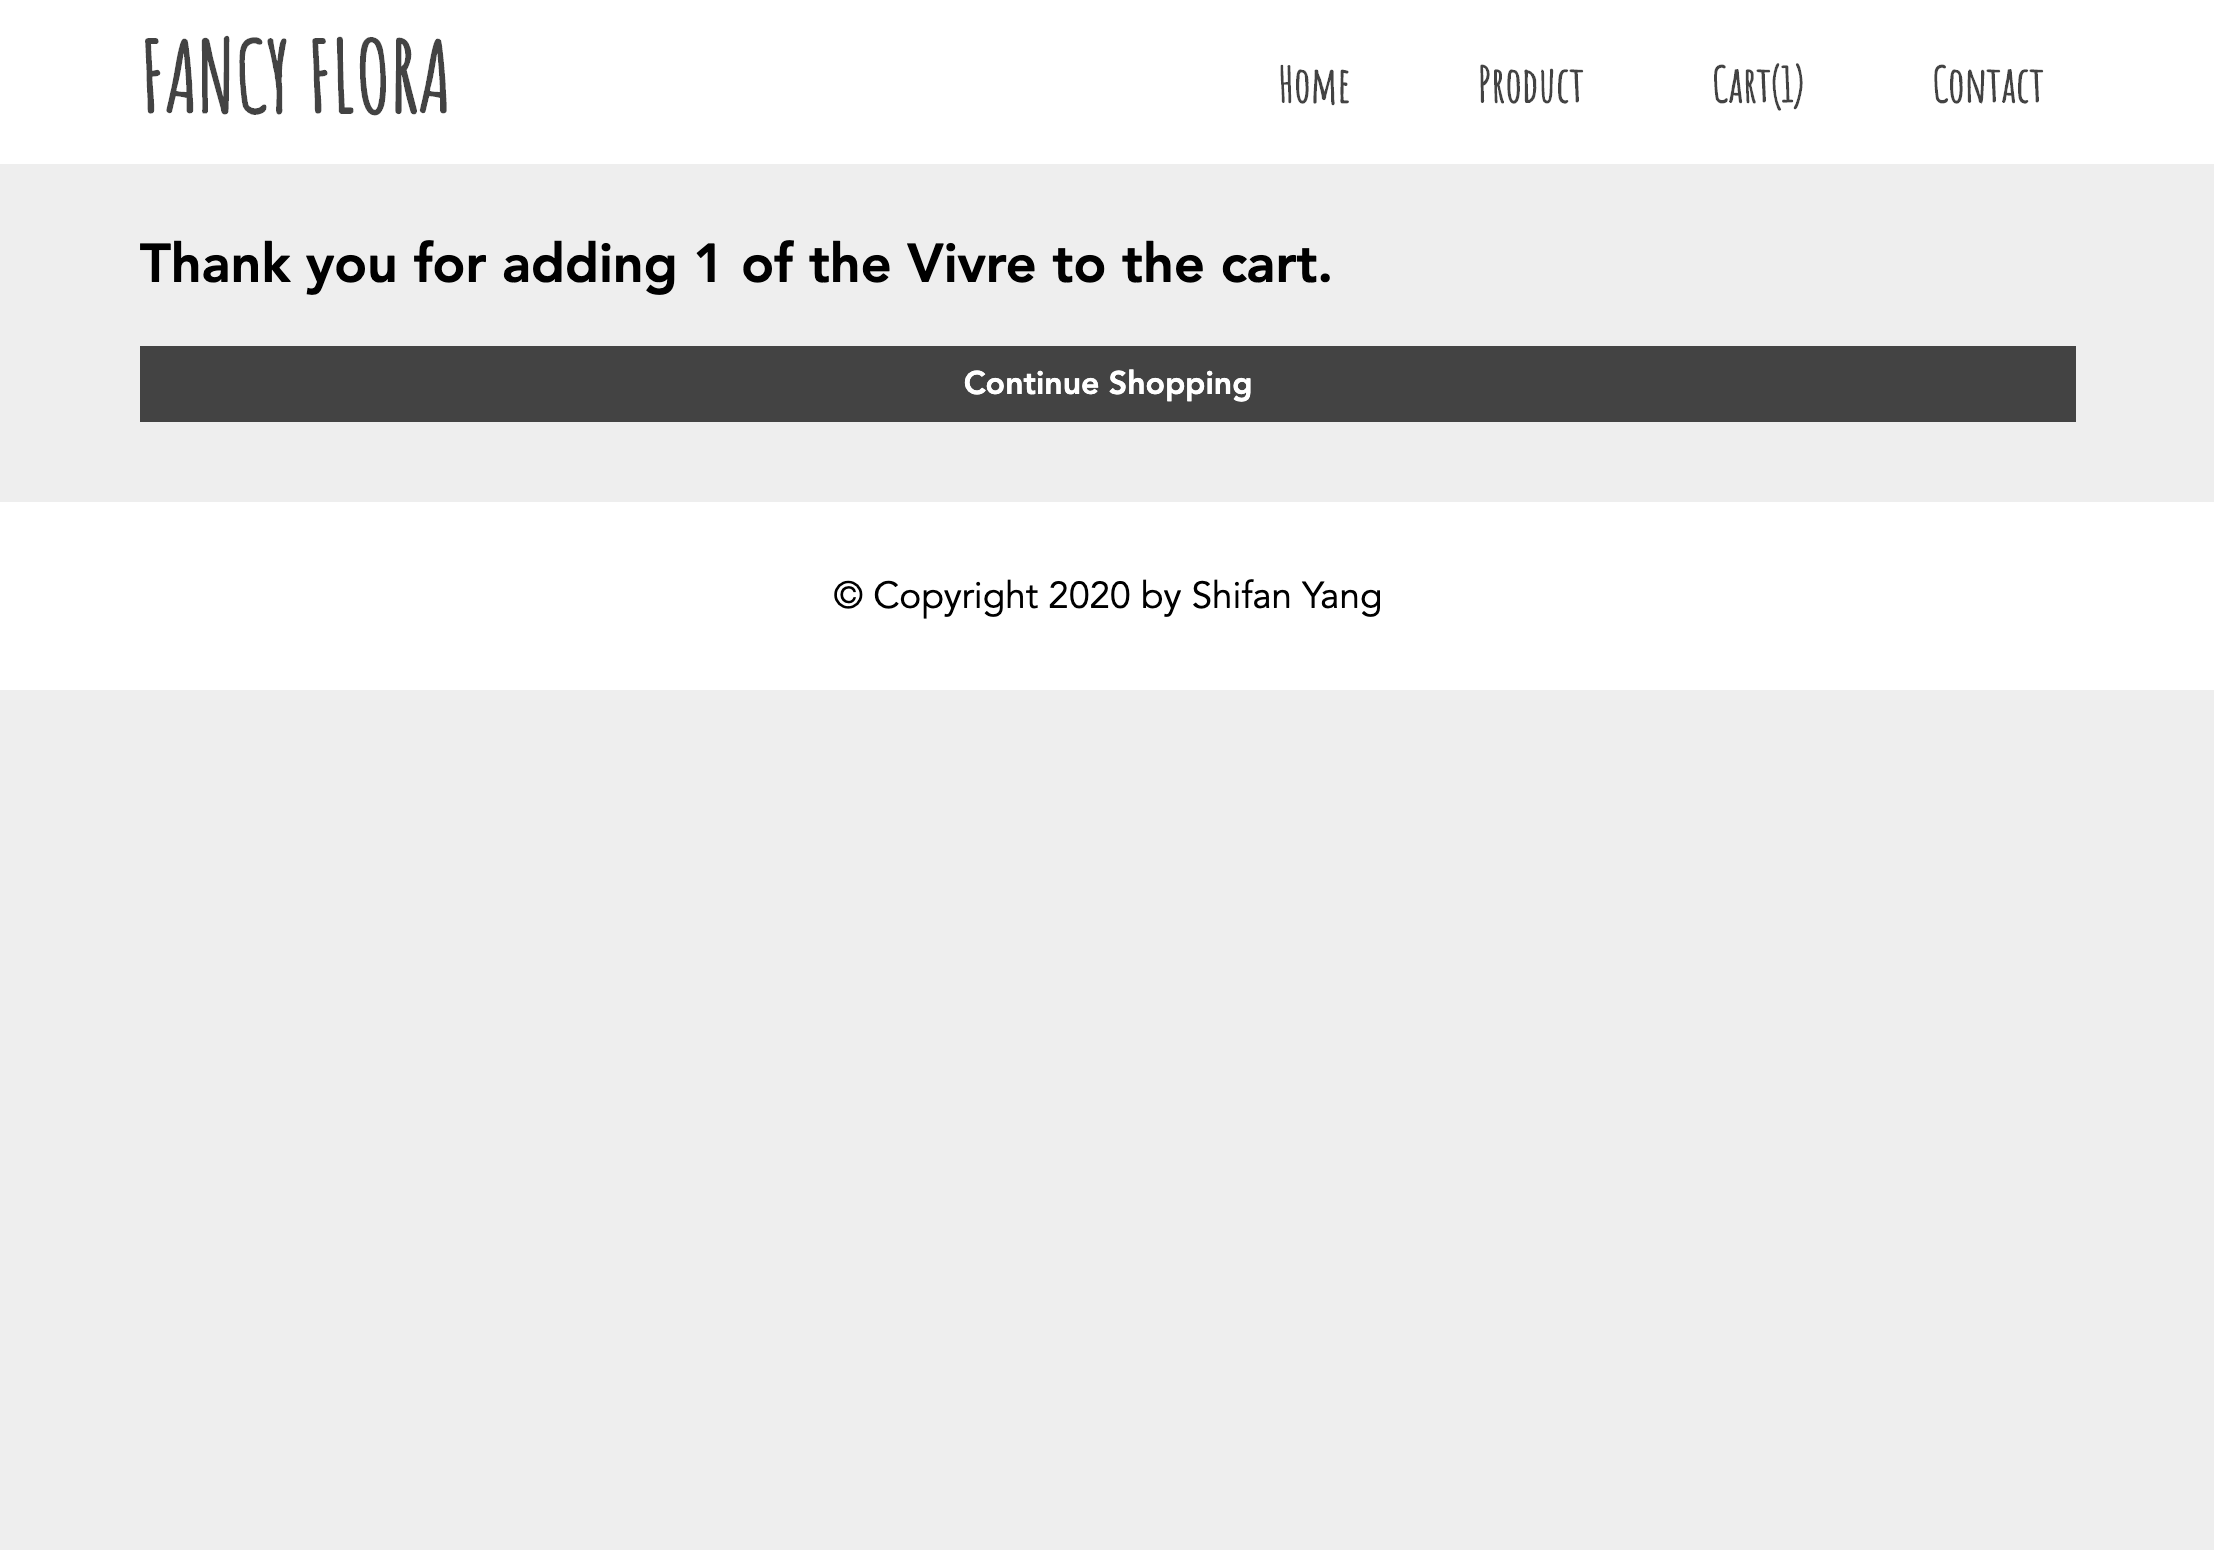 FANCY FLORA
Home Product Cart(1) Contact
Thank you for adding 1 of the Vivre to the cart.
Continue Shopping
© Copyright 2020 by Shifan Yang